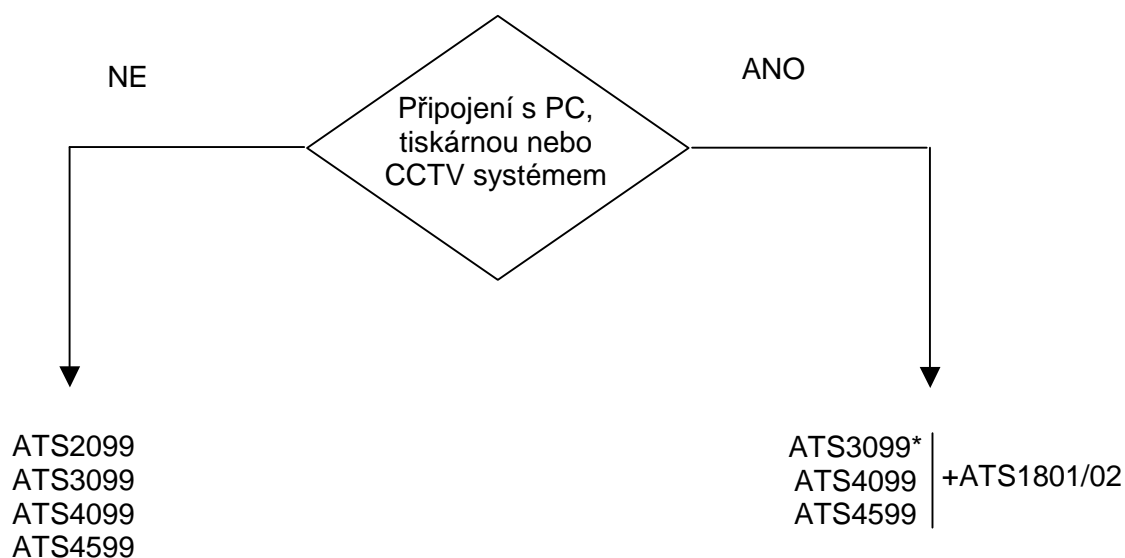 NE
ANO
Připojení s PC,
tiskárnou nebo
CCTV systémem
ATS2099
ATS3099
ATS4099
ATS4599
ATS3099*
ATS4099
ATS4599
+ATS1801/02